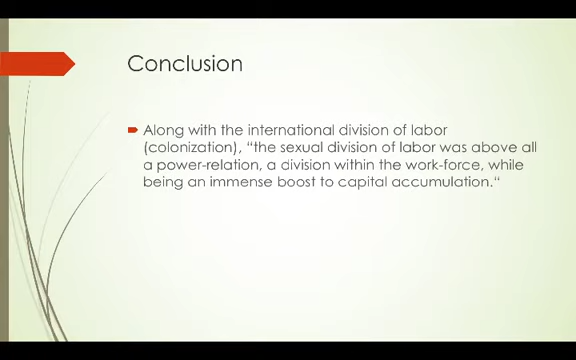 Conclusion
Along with the international division of labor
(colonization), “the sexual division of labor was above all
a power-relation, a division within the work-force, while
being an immense boost to capital accumulation.“